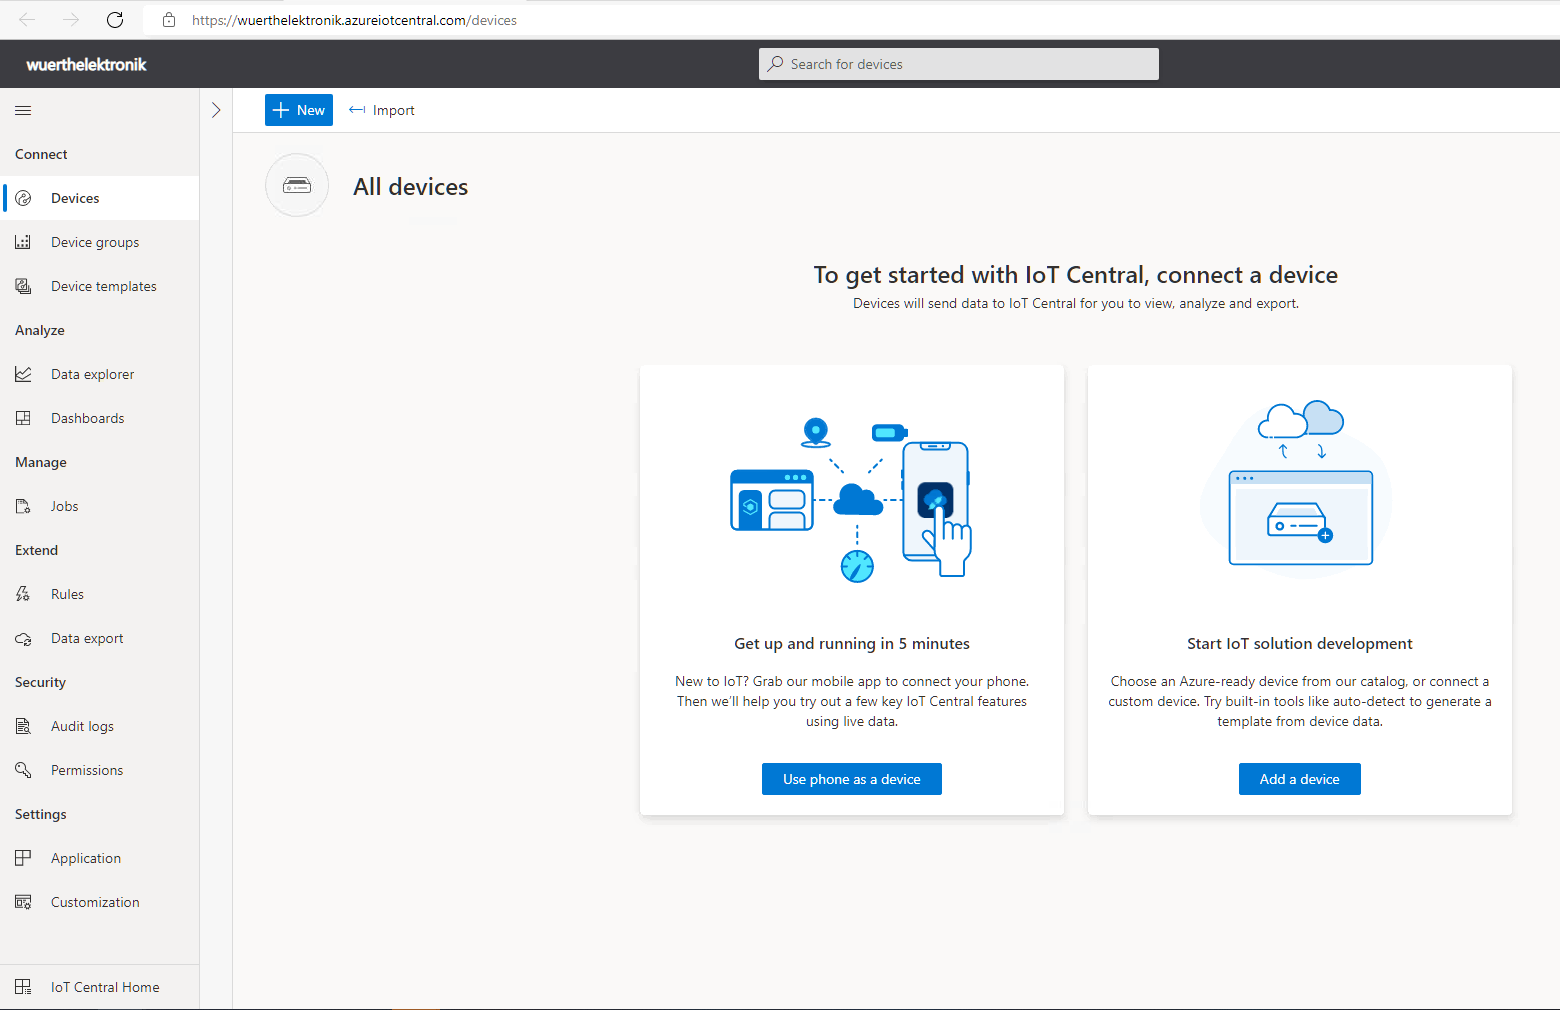 https://wuerthelektronik.azureiotcentral.com/devices
wuerthelektronik
Search for devices
New
Import
Connect
Devices
Device groups
Device templates
Analyze
Data explorer
Dashboards
Manage
Jobs
Extend
Rules
Data export
Security
Audit logs
Permissions
Settings
Application
Customization
IoT Central Home
All devices
To get started with IoT Central, connect a device
Devices will send data to IoT Central for you to view, analyze and export.
Get up and running in 5 minutes
New to IoT? Grab our mobile app to connect your phone.
Then we'll help you try out a few key IoT Central features
using live data.
Use phone as a device
Start IoT solution development
Choose an Azure-ready device from our catalog, or connect a
custom device. Try built-in tools like auto-detect to generate a
template from device data.
Add a device